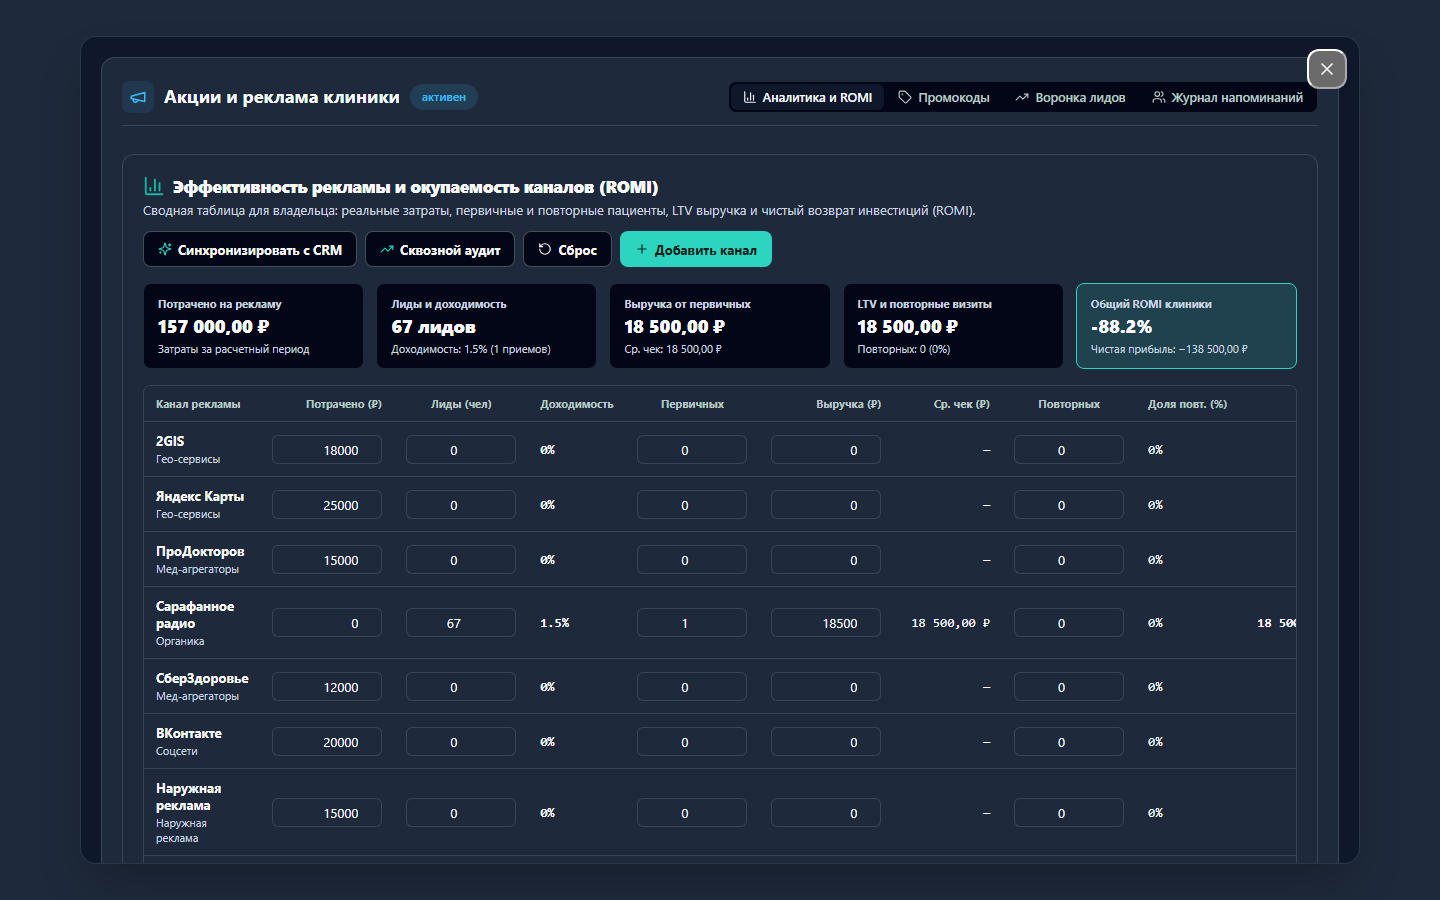 Акции и реклама клиники
активен
Аналитика и ROMI
Промокоды
Воронка лидов
Журнал напоминаний
Эффективность рекламы и окупаемость каналов (ROMI)
Сводная таблица для владельца: реальные затраты, первичные и повторные пациенты, LTV выручка и чистый возврат инвестиций (ROMI).
Синхронизировать с CRM
Сквозной аудит
Сброс
Добавить канал
Потрачено на рекламу
157 000,00 ₽
Затраты за расчетный период
Лиды и доходимость
67 лидов
Доходимость: 1.5% (1 приемов)
Выручка от первичных
18 500,00 ₽
Ср. чек: 18 500,00 ₽
LTV и повторные визиты
18 500,00 ₽
Повторных: 0 (0%)
Общий ROMI клиники
-88.2%
Чистая прибыль: −138 500,00 ₽
Канал рекламы Потрачено (₽) Лиды (чел) Доходимость Первичных Выручка (₽) Ср. чек (₽) Повторных Доля повт. (%)
2GIS
Гео-сервисы
18000 0 0% 0 0 — 0 0%
Яндекс Карты
Гео-сервисы
25000 0 0% 0 0 — 0 0%
ПроДокторов
Мед-агрегаторы
15000 0 0% 0 0 — 0 0%
Сарафанное
радио
Органика
0 67 1.5% 1 18500 18 500,00 ₽ 0 0% 18 500
СберЗдоровье
Мед-агрегаторы
12000 0 0% 0 0 — 0 0%
ВКонтакте
Соцсети
20000 0 0% 0 0 — 0 0%
Наружная
реклама
Наружная
реклама
15000 0 0% 0 0 — 0 0%